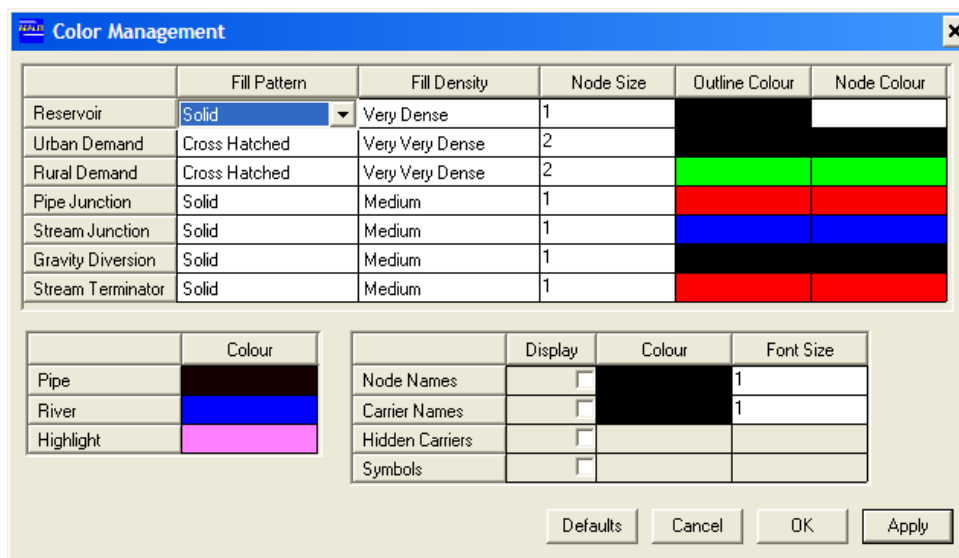 REALM Color Management
Fill Pattern Fill Density Node Size Outline Colour Node Colour
Reservoir Solid Very Dense 1
Urban Demand Cross Hatched Very Very Dense 2
Rural Demand Cross Hatched Very Very Dense 2
Pipe Junction Solid Medium 1
Stream Junction Solid Medium 1
Gravity Diversion Solid Medium 1
Stream Terminator Solid Medium 1
Colour
Pipe
River
Highlight
Display Colour Font Size
Node Names 1
Carrier Names 1
Hidden Carriers
Symbols
Defaults Cancel OK Apply